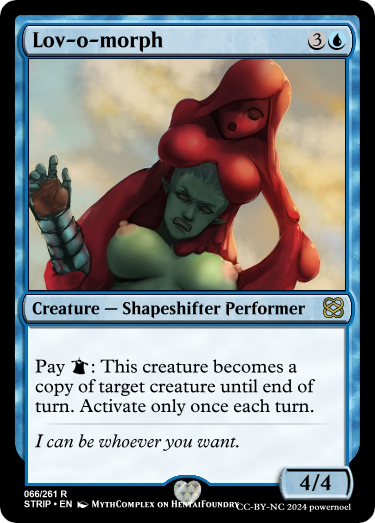 Lov-o-morph 3
Creature — Shapeshifter Performer
Pay : This creature becomes a
copy of target creature until end of
turn. Activate only once each turn.
I can be whoever you want.
4/4
066/261 R
STRIP • EN MythComplex on HentaiFoundry
CC-BY-NC 2024 powernoel